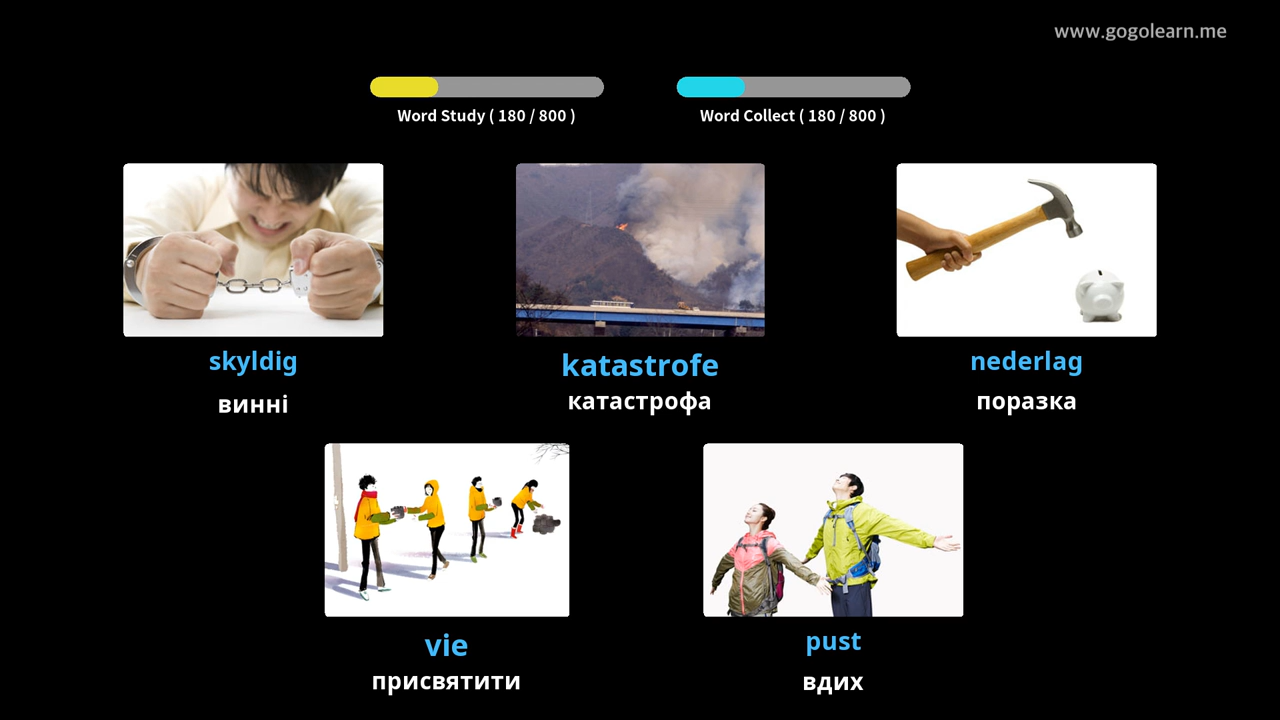 www.gogolearn.me
Word Study ( 180 / 800 )
Word Collect ( 180 / 800 )
skyldig
винні
katastrofe
катастрофа
nederlag
поразка
vie
присвятити
pust
вдих